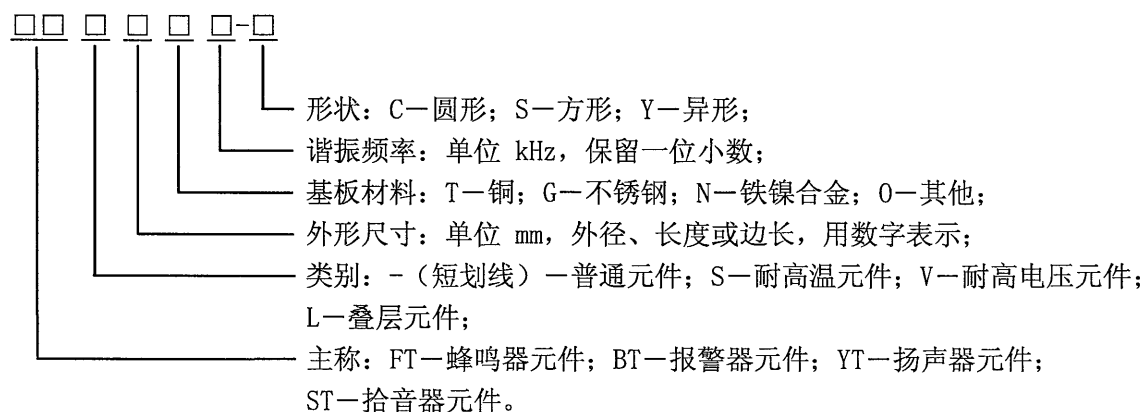 □□ □ □ □ □-□
形状：C—圆形；S—方形；Y—异形；
谐振频率：单位 kHz，保留一位小数；
基板材料：T—铜；G—不锈钢；N—铁镍合金；O—其他；
外形尺寸：单位 mm，外径、长度或边长，用数字表示；
类别：-（短划线）—普通元件；S—耐高温元件；V—耐高电压元件；
L—叠层元件；
主称：FT—蜂鸣器元件；BT—报警器元件；YT—扬声器元件；
ST—拾音器元件。